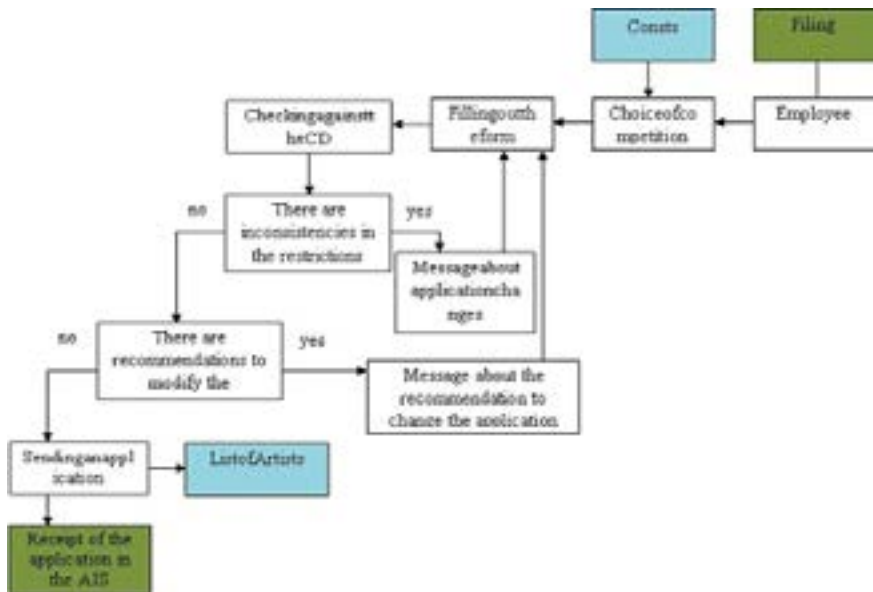 Consts
Filing
Checkingagainstt
heCD
Fillingoutth
eform
Choiceofco
mpetition
Employee
no
There are
inconsistencies in
the restrictions
yes
Messageabout
applicationcha
nges
no
There are
recommendations to
modify the
yes
Message about the
recommendation to
change the application
Sendinganappl
ication
ListofArtists
Receipt of the
application in
the AIS